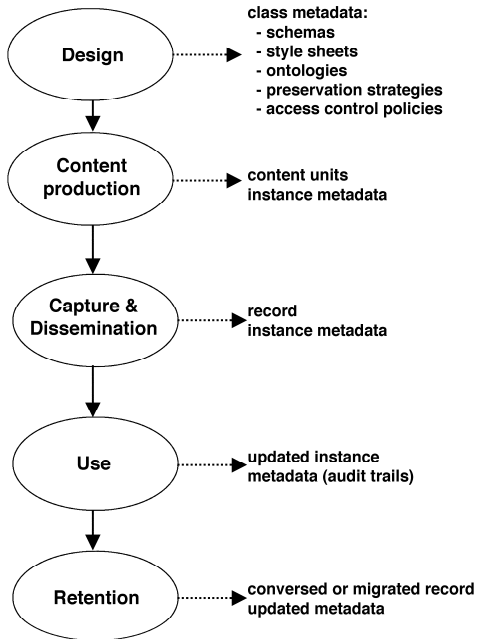 class metadata:
- schemas
- style sheets
- ontologies
- preservation strategies
- access control policies
Design
Content
production
content units
instance metadata
Capture &
Dissemination
record
instance metadata
Use
updated instance
metadata (audit trails)
Retention
conversed or migrated record
updated metadata